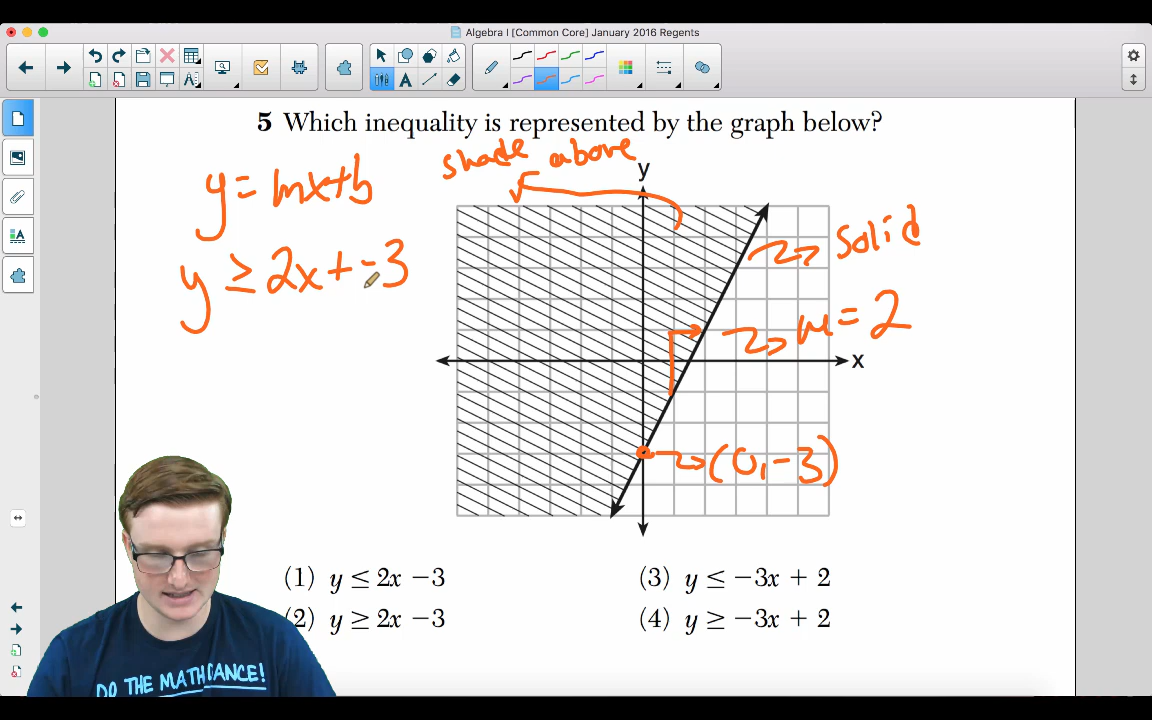 Algebra I [Common Core] January 2016 Regents
5 Which inequality is represented by the graph below?
shade above
y
y = mx+b
Solid
y ≥ 2x+-3
m = 2
x
(0,-3)
(1) y ≤ 2x −3
(3) y ≤ −3x + 2
(2) y ≥ 2x −3
(4) y ≥ −3x + 2
DO THE MATH DANCE!